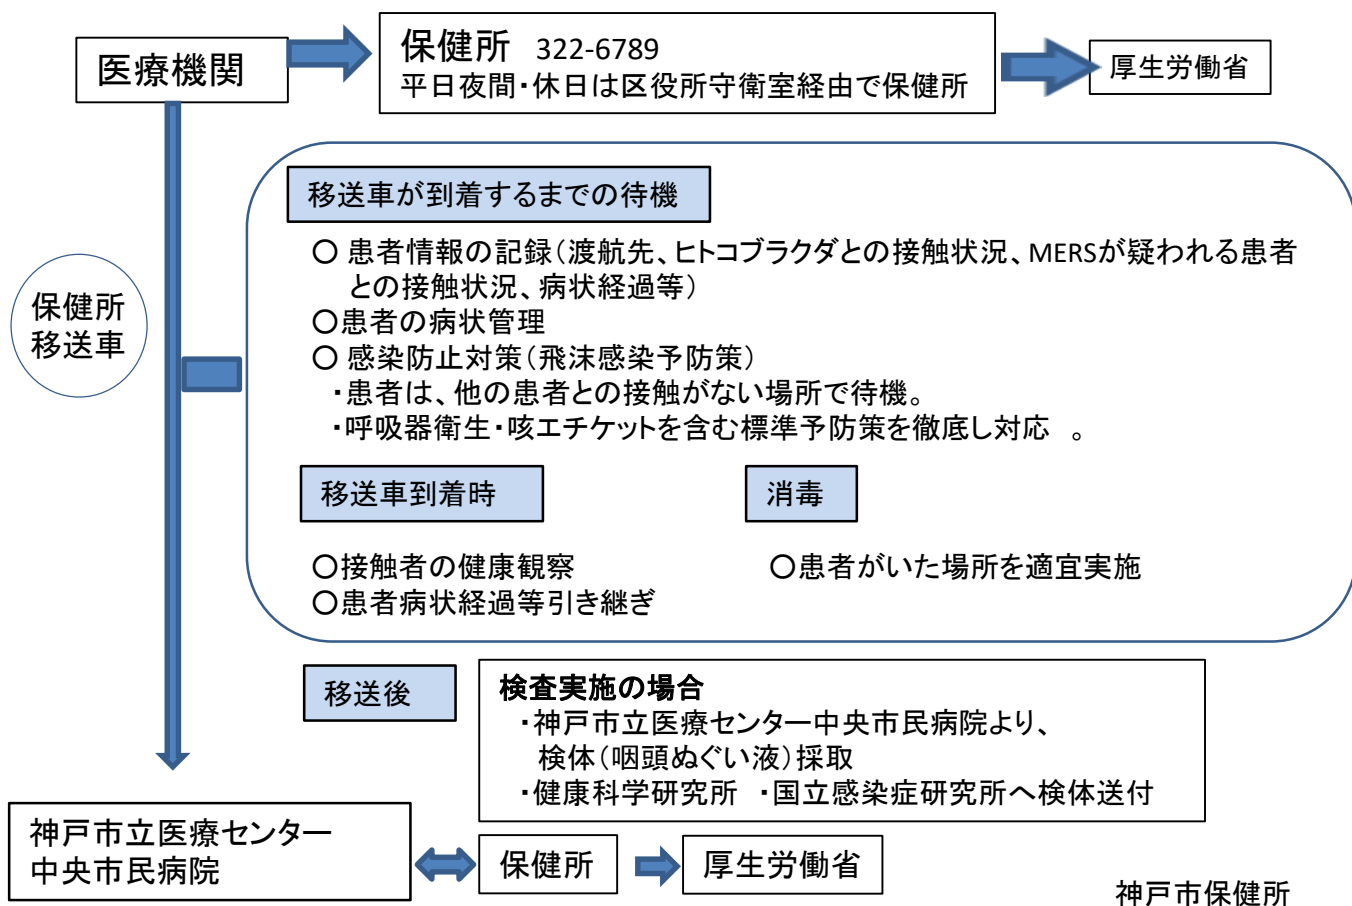 医療機関
保健所 322-6789
平日夜間・休日は区役所守衛室経由で保健所
厚生労働省
移送車が到着するまでの待機
○ 患者情報の記録(渡航先、ヒトコブラクダとの接触状況、MERSが疑われる患者
との接触状況、病状経過等)
○患者の病状管理
○ 感染防止対策(飛沫感染予防策)
・患者は、他の患者との接触がない場所で待機。
・呼吸器衛生・咳エチケットを含む標準予防策を徹底し対応 。
保健所
移送車
移送車到着時
○接触者の健康観察
○患者病状経過等引き継ぎ
消毒
○患者がいた場所を適宜実施
移送後
検査実施の場合
・神戸市立医療センター中央市民病院より、
検体(咽頭ぬぐい液)採取
・健康科学研究所 ・国立感染症研究所へ検体送付
神戸市立医療センター
中央市民病院
保健所
厚生労働省
神戸市保健所